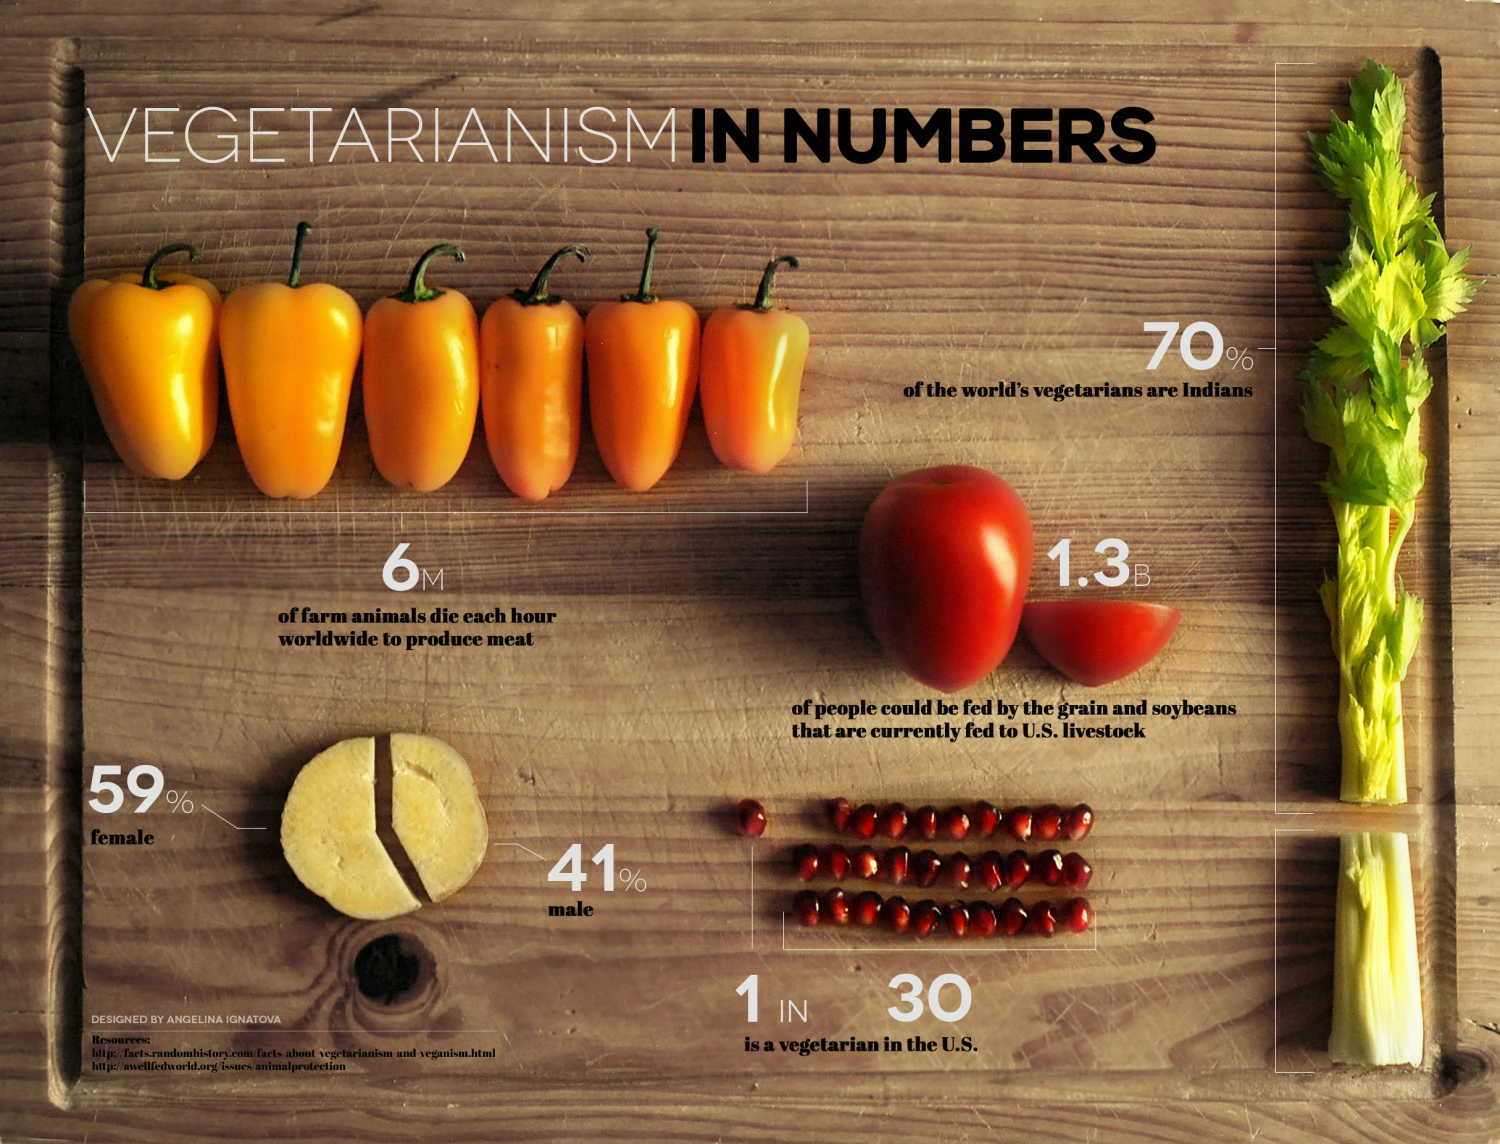 VEGETARIANISM IN NUMBERS
70%
of the world's vegetarians are Indians
6M
of farm animals die each hour
worldwide to produce meat
1.3B
of people could be fed by the grain and soybeans
that are currently fed to U.S. livestock
59%
female
41%
male
1 IN 30
is a vegetarian in the U.S.
DESIGNED BY ANGELINA IGNATOVA
Resources:
http://facts.randomhistory.com/facts-about-vegetarianism-and-veganism.html
http://awellfedworld.org/issues/animalprotection